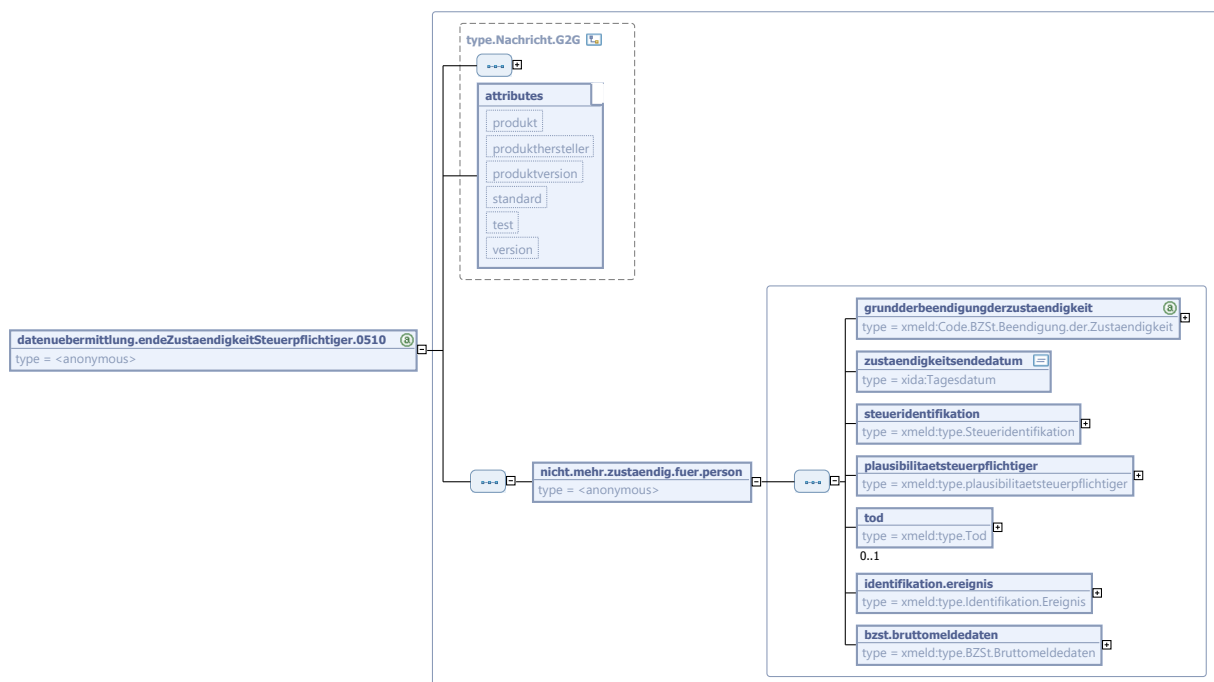 type.Nachricht.G2G
attributes
produkt
produkthersteller
produktversion
standard
test
version
datenuebermittlung.endeZustaendigkeitSteuerpflichtiger.0510
type = <anonymous>
nicht.mehr.zustaendig.fuer.person
type = <anonymous>
grundderbeendigungderzustaendigkeit
type = xmeld:Code.BZSt.Beendigung.der.Zustaendigkeit
zustaendigkeitsendedatum
type = xida:Tagesdatum
steueridentifikation
type = xmeld:type.Steueridentifikation
plausibilitaetsteuerpflichtiger
type = xmeld:type.plausibilitaetsteuerpflichtiger
tod
type = xmeld:type.Tod
0..1
identifikation.ereignis
type = xmeld:type.Identifikation.Ereignis
bzst.bruttomeldedaten
type = xmeld:type.BZSt.Bruttomeldedaten